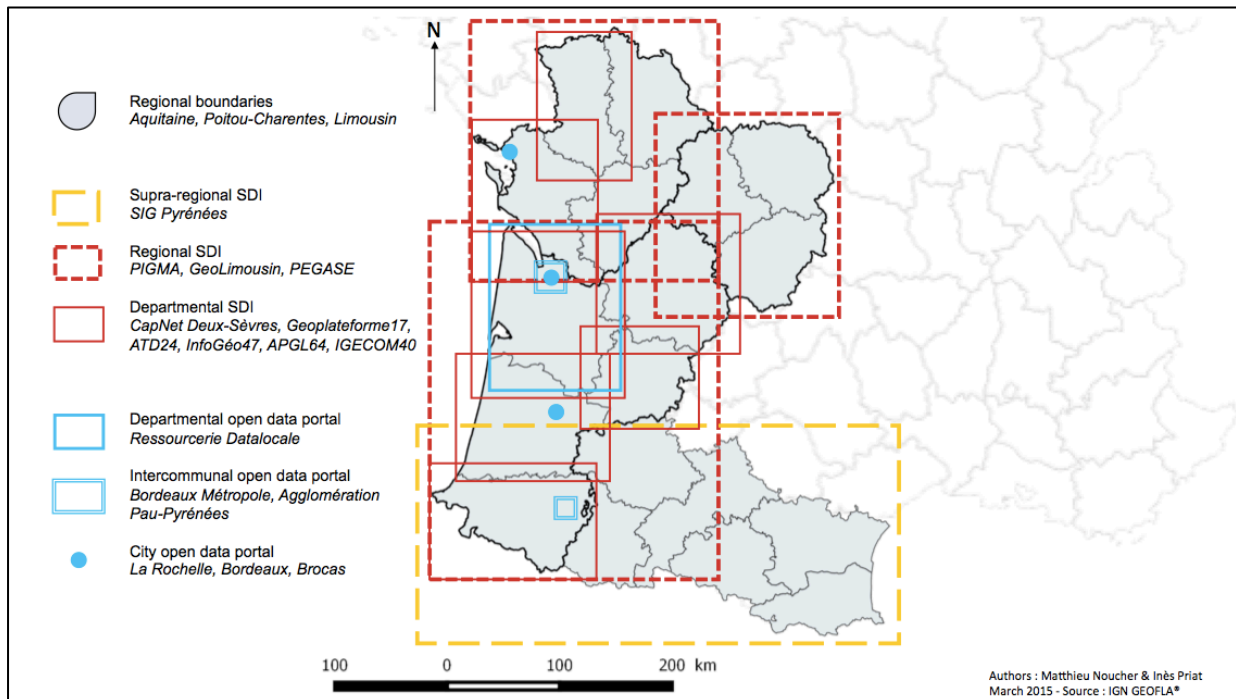 N
Regional boundaries
Aquitaine, Poitou-Charentes, Limousin
Supra-regional SDI
SIG Pyrénées
Regional SDI
PIGMA, GeoLimousin, PEGASE
Departmental SDI
CapNet Deux-Sèvres, Geoplateforme17,
ATD24, InfoGéo47, APGL64, IGECOM40
Departmental open data portal
Ressourcerie Datalocale
Intercommunal open data portal
Bordeaux Métropole, Agglomération
Pau-Pyrénées
City open data portal
La Rochelle, Bordeaux, Brocas
100 0 100 200 km
Authors : Matthieu Noucher & Inès Priat
March 2015 - Source : IGN GEOFLA®